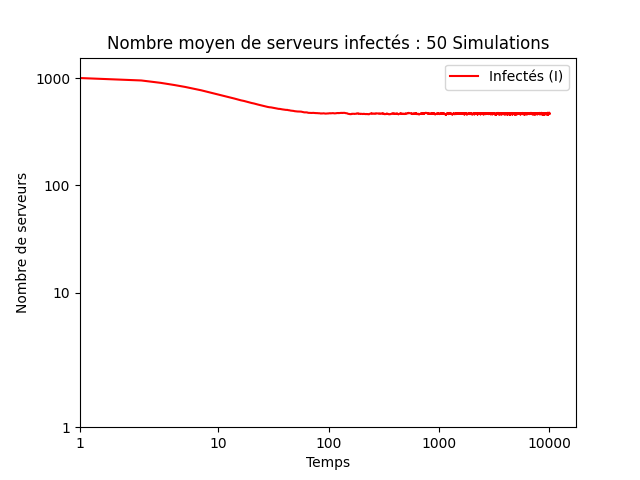 Nombre moyen de serveurs infectés : 50 Simulations
Infectés (I)
Nombre de serveurs
1000
100
10
1
1
10
100
1000
10000
Temps